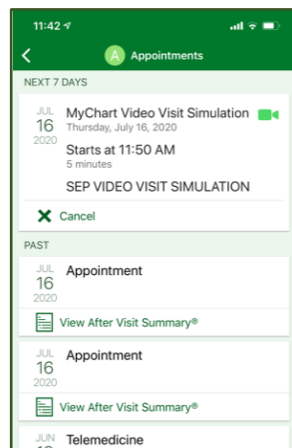 11:42
A Appointments
NEXT 7 DAYS
JUL
16
2020
MyChart Video Visit Simulation
Thursday, July 16, 2020
Starts at 11:50 AM
5 minutes
SEP VIDEO VISIT SIMULATION
Cancel
PAST
JUL
16
2020
Appointment
View After Visit Summary®
JUL
16
2020
Appointment
View After Visit Summary®
JUN
Telemedicine